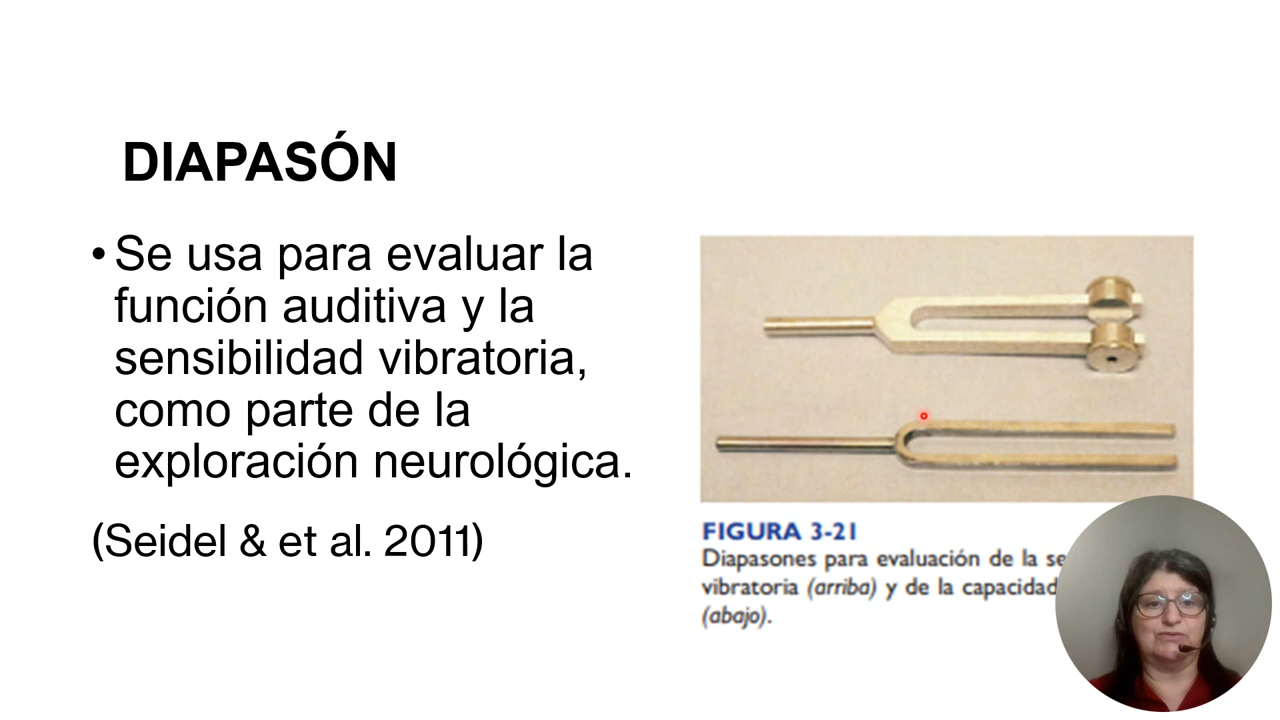 DIAPASÓN
• Se usa para evaluar la
función auditiva y la
sensibilidad vibratoria,
como parte de la
exploración neurológica.
(Seidel & et al. 2011)
FIGURA 3-21
Diapasones para evaluación de la
vibratoria (arriba) y de la capacidad
(abajo).